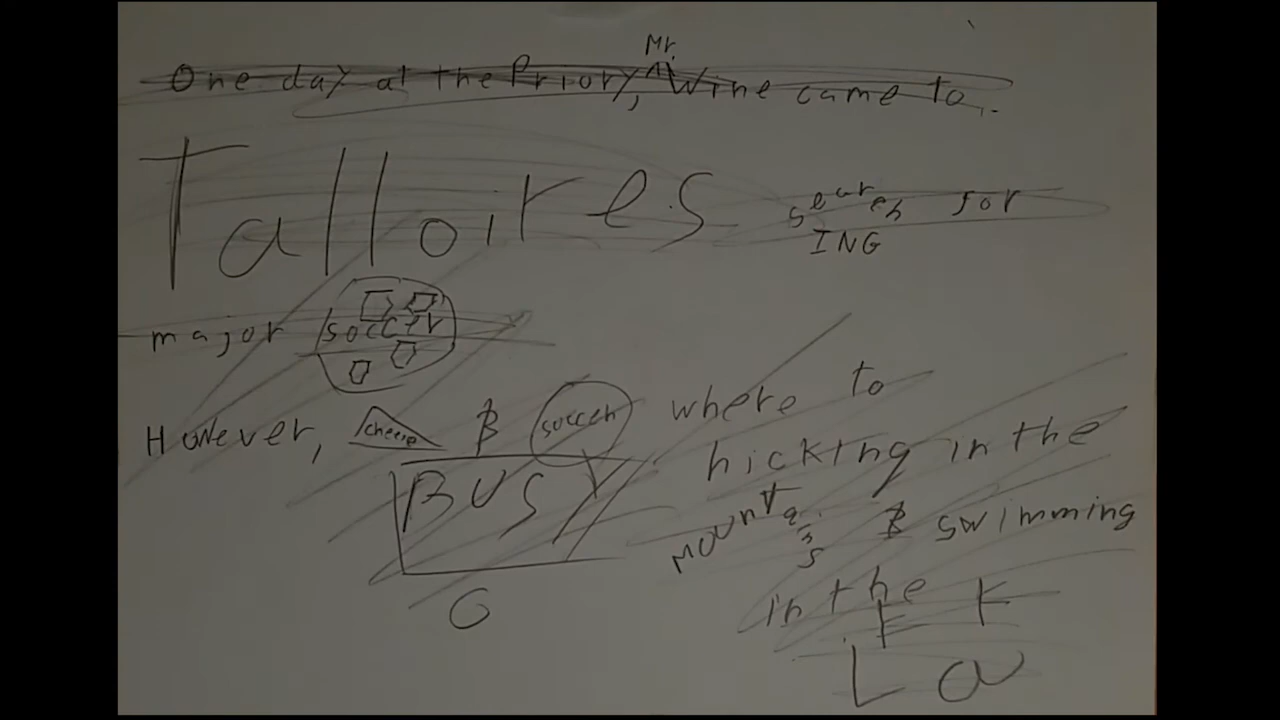 Mr.
One day at the Priory, Wine came to
Talloires search for
ING
major soccer
However, cheese & soccer where to
BUSY hicking in the
mountains & swimming
in the
La